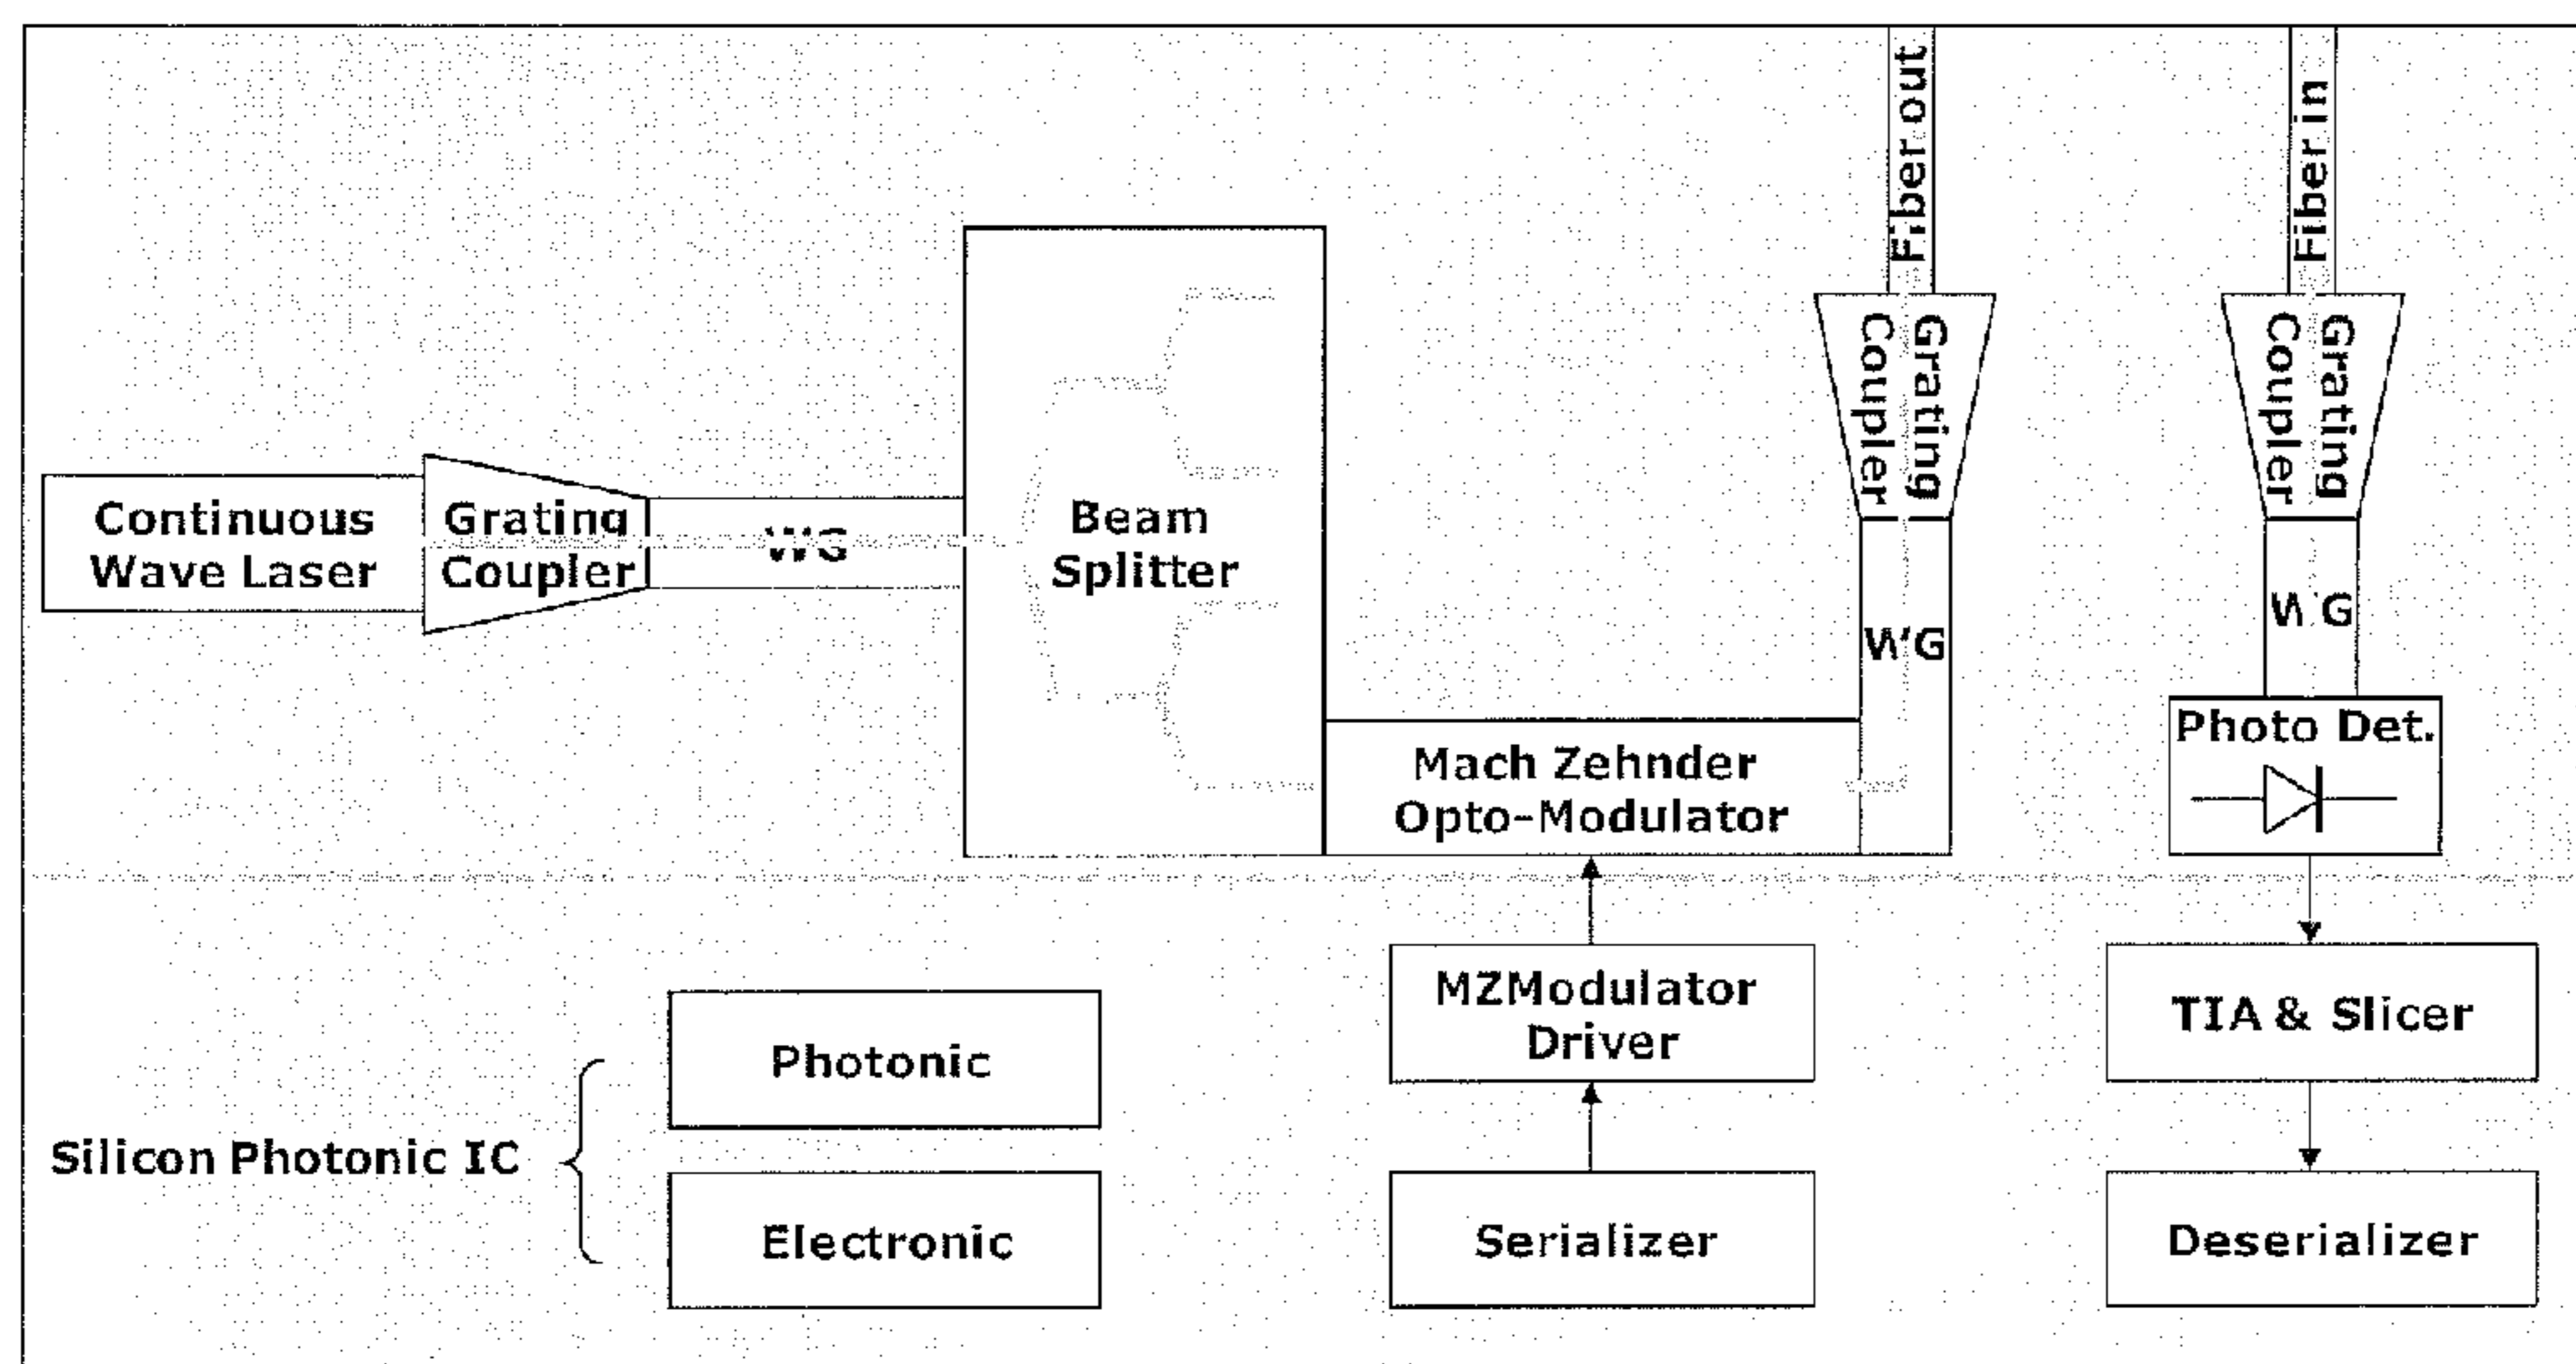 Fiber out
Fiber in
Grating
Coupler
Grating
Coupler
Continuous
Wave Laser
Grating
Coupler
WG
Beam
Splitter
WG
WG
Mach Zehnder
Opto-Modulator
Photo Det.
MZModulator
Driver
TIA & Slicer
Photonic
Silicon Photonic IC
Electronic
Serializer
Deserializer